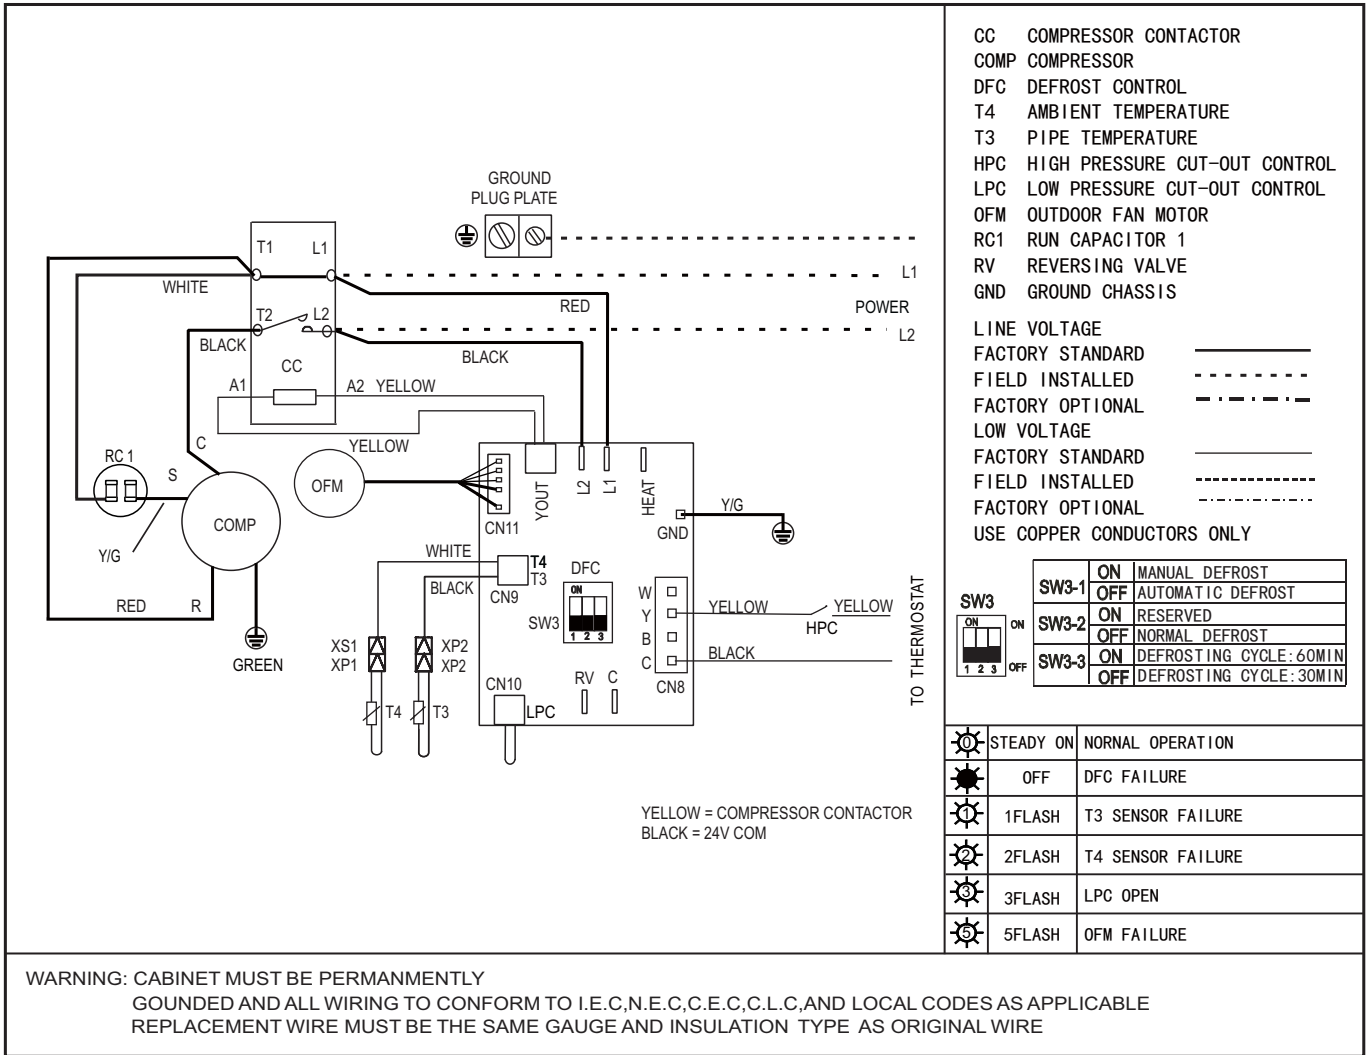 GROUND
PLUG PLATE
T1 L1
WHITE
RED
L1
POWER
L2
T2 L2
BLACK
BLACK
CC
A1 A2 YELLOW
YELLOW
C
RC 1
S
OFM
COMP
Y/G
RED R
GREEN
CN11
YOUT
L2
L1
HEAT
GND
Y/G
WHITE
T4
BLACK
T3
CN9
DFC
ON
SW3
1 2 3
W
Y
B
C
CN8
YELLOW
YELLOW
HPC
BLACK
TO THERMOSTAT
XS1
XP1
XP2
XP2
T4
T3
CN10
LPC
RV C
YELLOW = COMPRESSOR CONTACTOR
BLACK = 24V COM
CC COMPRESSOR CONTACTOR
COMP COMPRESSOR
DFC DEFROST CONTROL
T4 AMBIENT TEMPERATURE
T3 PIPE TEMPERATURE
HPC HIGH PRESSURE CUT-OUT CONTROL
LPC LOW PRESSURE CUT-OUT CONTROL
OFM OUTDOOR FAN MOTOR
RC1 RUN CAPACITOR 1
RV REVERSING VALVE
GND GROUND CHASSIS
LINE VOLTAGE
FACTORY STANDARD
FIELD INSTALLED
FACTORY OPTIONAL
LOW VOLTAGE
FACTORY STANDARD
FIELD INSTALLED
FACTORY OPTIONAL
USE COPPER CONDUCTORS ONLY
SW3
ON
ON
1 2 3
OFF
SW3-1
ON MANUAL DEFROST
OFF AUTOMATIC DEFROST
SW3-2
ON RESERVED
OFF NORMAL DEFROST
SW3-3
ON DEFROSTING CYCLE:60MIN
OFF DEFROSTING CYCLE:30MIN
0 STEADY ON NORNAL OPERATION
OFF DFC FAILURE
1 1FLASH T3 SENSOR FAILURE
2 2FLASH T4 SENSOR FAILURE
3 3FLASH LPC OPEN
5 5FLASH OFM FAILURE
WARNING: CABINET MUST BE PERMANMENTLY
GOUNDED AND ALL WIRING TO CONFORM TO I.E.C,N.E.C,C.E.C,C.L.C,AND LOCAL CODES AS APPLICABLE
REPLACEMENT WIRE MUST BE THE SAME GAUGE AND INSULATION TYPE AS ORIGINAL WIRE